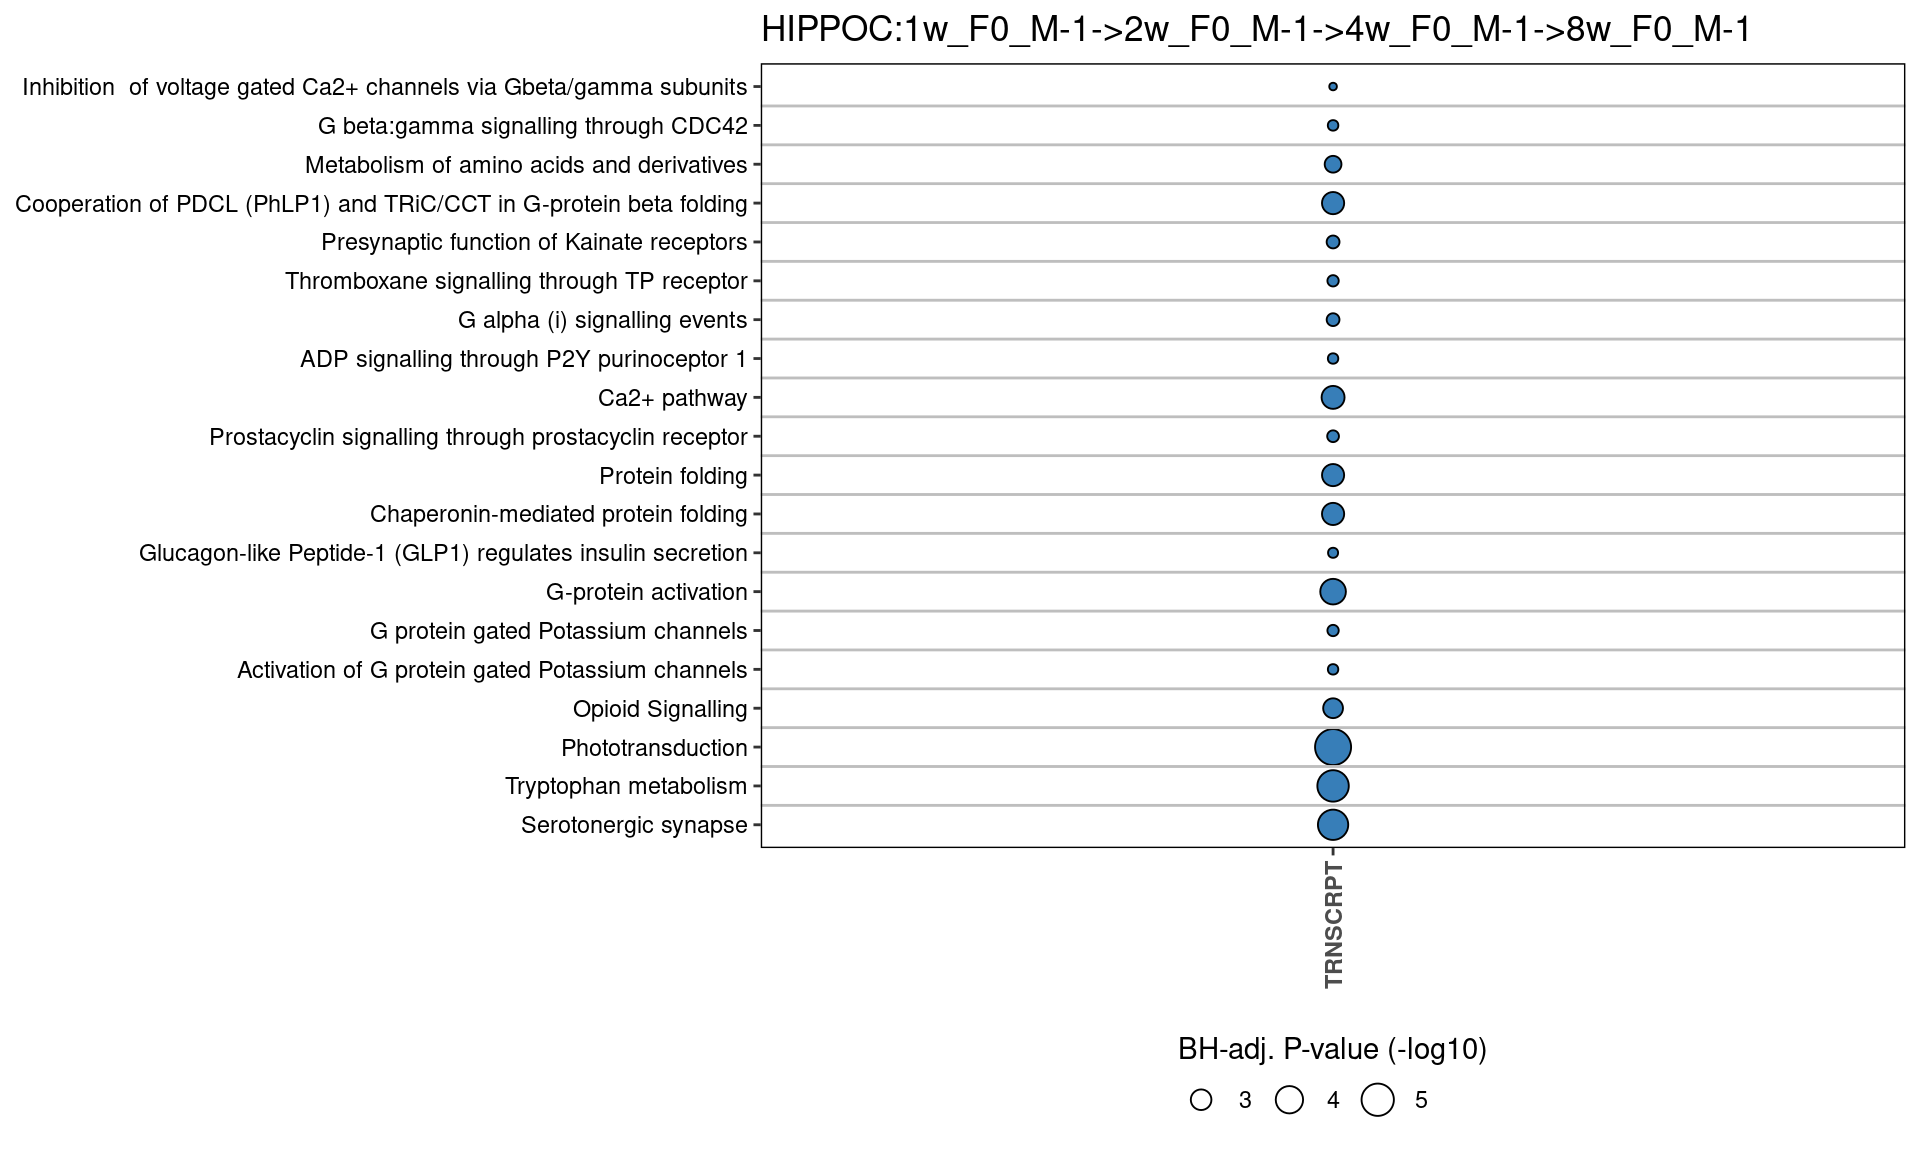 HIPPOC:1w_F0_M-1->2w_F0_M-1->4w_F0_M-1->8w_F0_M-1
Inhibition  of voltage gated Ca2+ channels via Gbeta/gamma subunits
G beta:gamma signalling through CDC42
Metabolism of amino acids and derivatives
Cooperation of PDCL (PhLP1) and TRiC/CCT in G-protein beta folding
Presynaptic function of Kainate receptors
Thromboxane signalling through TP receptor
G alpha (i) signalling events
ADP signalling through P2Y purinoceptor 1
Ca2+ pathway
Prostacyclin signalling through prostacyclin receptor
Protein folding
Chaperonin-mediated protein folding
Glucagon-like Peptide-1 (GLP1) regulates insulin secretion
G-protein activation
G protein gated Potassium channels
Activation of G protein gated Potassium channels
Opioid Signalling
Phototransduction
Tryptophan metabolism
Serotonergic synapse
TRNSCRPT
BH-adj. P-value (-log10)
3 4 5